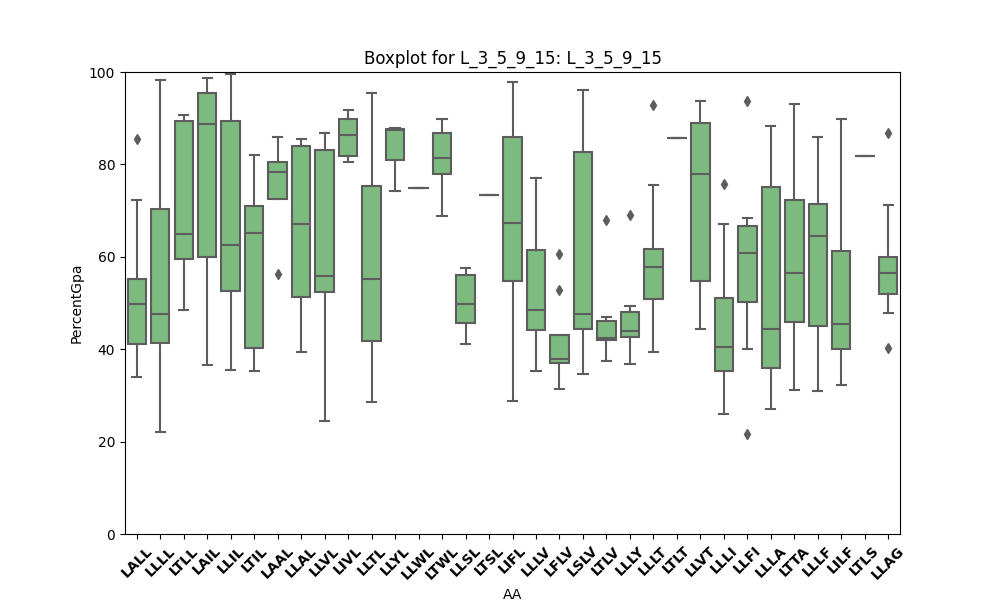 Boxplot for L_3_5_9_15: L_3_5_9_15
PercentGpa
100
80
60
40
20
0
LALL LLLL LTLL LAIL LLIL LTIL LAAL LLAL LLVL LIVL LLTL LLYL LLWL LTWL LLSL LTSL LIFL LLLV LFLV LSLV LTLV LLLY LLLT LTLT LLVT LLLI LLFI LLLA LTTA LLLF LILF LTLS LLAG
AA